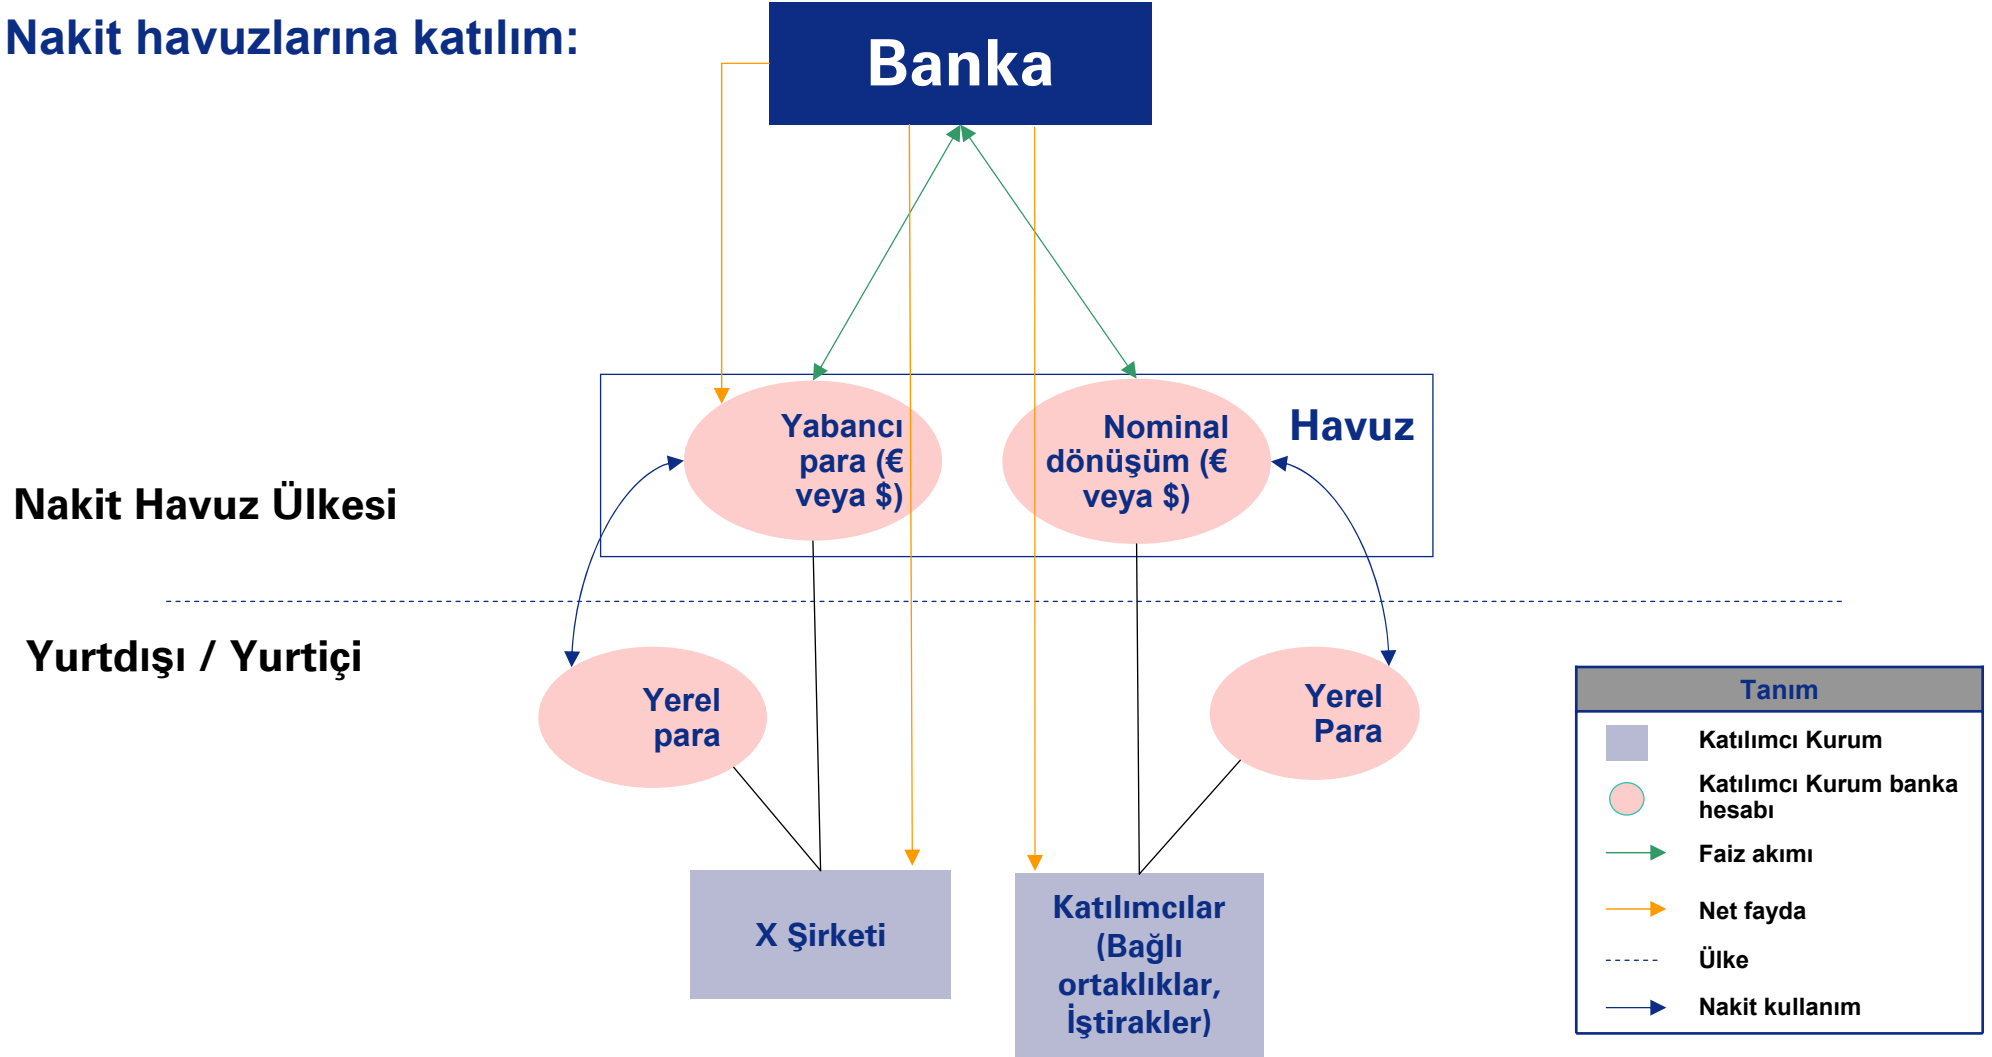 Nakit havuzlarına katılım:
Banka
Yabancı
para (€
veya $)
Nominal
dönüşüm (€
veya $)
Havuz
Nakit Havuz Ülkesi
Yurtdışı / Yurtiçi
Yerel
para
Yerel
Para
X Şirketi
Katılımcılar
(Bağlı
ortaklıklar,
İştirakler)
Tanım
Katılımcı Kurum
Katılımcı Kurum banka
hesabı
Faiz akımı
Net fayda
Ülke
Nakit kullanım